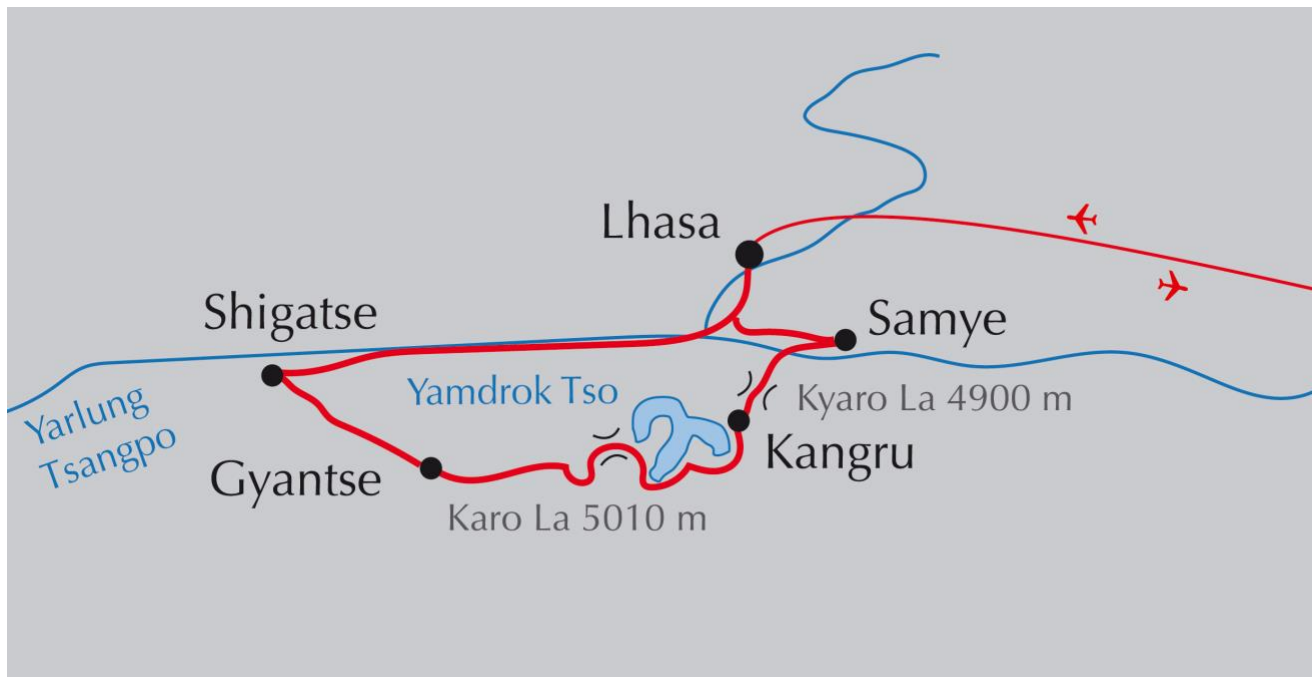 Lhasa
Samye
Shigatse
Yamdrok Tso
Kyaro La 4900 m
Yarlung
Tsangpo
Kangru
Gyantse
Karo La 5010 m